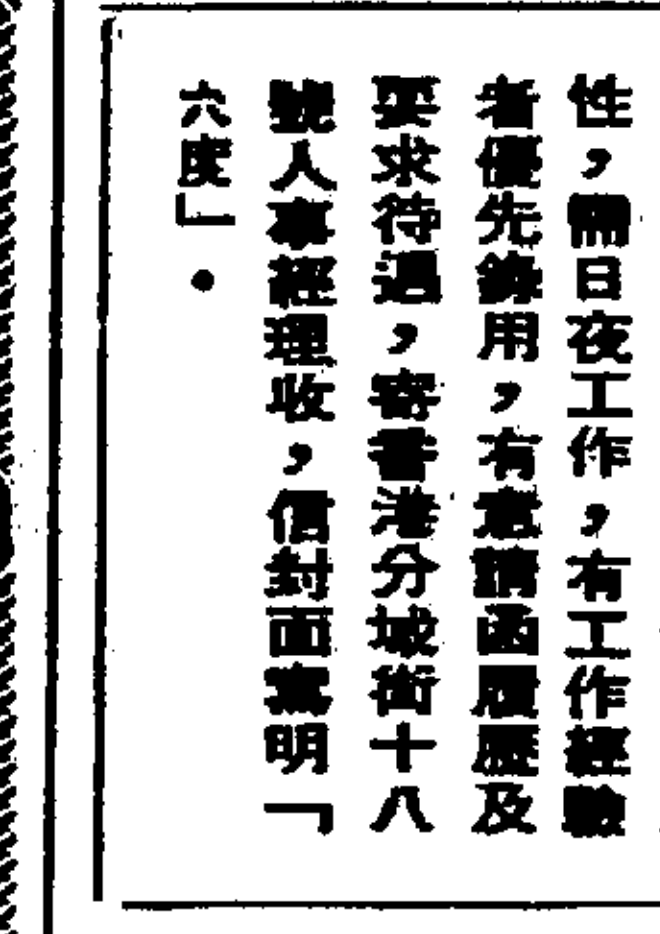 性，需日夜工作，有工作經驗
者優先錄用，有意請函履歷及
要求待遇，寄香港分域街十八
號人事經理收，信封面寫明「
六度」．